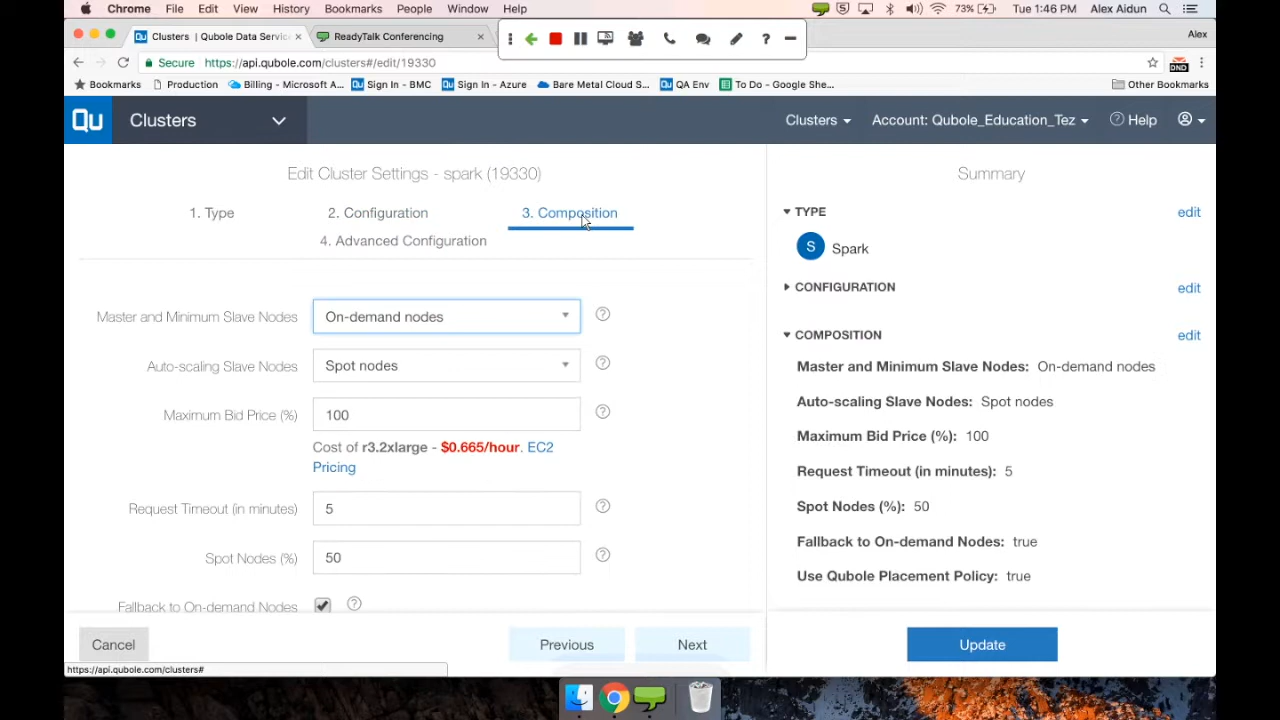 Chrome File Edit View History Bookmarks People Window Help 73% Tue 1:46 PM Alex Aidun
Clusters | Qubole Data Servic
ReadyTalk Conferencing
Alex
Secure https://api.qubole.com/clusters#/edit/19330
DND
Bookmarks Production Billing - Microsoft A... Sign In - BMC Sign In - Azure Bare Metal Cloud S... QA Env To Do - Google She... Other Bookmarks
Qu Clusters Clusters Account: Qubole_Education_Tez Help
Edit Cluster Settings - spark (19330)
1. Type 2. Configuration 3. Composition
4. Advanced Configuration
Master and Minimum Slave Nodes On-demand nodes
Auto-scaling Slave Nodes Spot nodes
Maximum Bid Price (%) 100
Cost of r3.2xlarge - $0.665/hour. EC2
Pricing
Request Timeout (in minutes) 5
Spot Nodes (%) 50
Fallback to On-demand Nodes
Cancel Previous Next
https://api.qubole.com/clusters#
Summary
TYPE edit
S Spark
CONFIGURATION edit
COMPOSITION edit
Master and Minimum Slave Nodes: On-demand nodes
Auto-scaling Slave Nodes: Spot nodes
Maximum Bid Price (%): 100
Request Timeout (in minutes): 5
Spot Nodes (%): 50
Fallback to On-demand Nodes: true
Use Qubole Placement Policy: true
Update